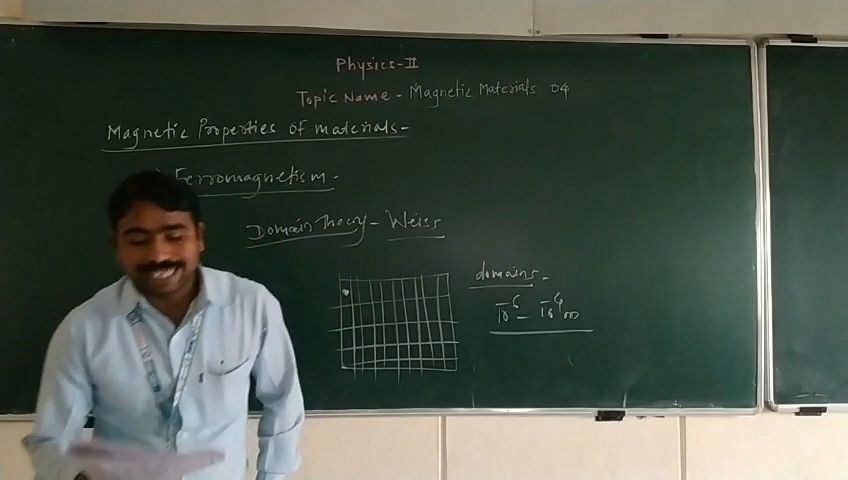 Physics-II
Topic Name - Magnetic Materials 04
Magnetic Properties of materials-
Ferromagnetism-
Domain Theory - Weiss
domains-